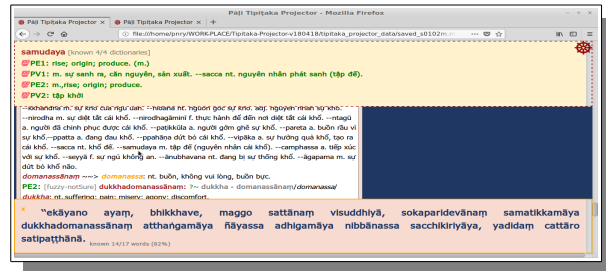 Pāḷi Tipiṭaka Projector - Mozilla Firefox
Pāḷi Tipiṭaka Projector × Pāḷi Tipiṭaka Projector × +
file:///home/pnry/WORK-PLACE/Tipitaka-Projector-v180418/tipitaka_projector_data/saved_s0102m
samudaya [known 4/4 dictionaries]
PE1: rise; origin; produce. (m.)
PV1: m. sự sanh ra, căn nguyên, sản xuất. --sacca nt. nguyên nhân phát sanh (tập đế).
PE2: m.,rise; origin; produce.
PV2: tập khởi
--nirodha m. sự diệt tắt cái khổ. --nirodhagāminī f. thực hành để đến nơi diệt cái khổ. --ntagū
a. người đã chinh phục được cái khổ. --paṭikkūla a. người gớm ghê sự khổ. --pareta a. buồn rầu vì
sự khổ.--ppatta a. đang đau khổ. --ppahāṇa dứt bỏ cái khổ. --vipāka a. sự hưởng quả khổ, tạo ra
cái khổ. --sacca nt. khổ đế. --samudaya m. tập đế (nguyên nhân cái khổ). --camphassa a. tiếp xúc
với sự khổ. --seyyā f. sự ngủ không an. --ānubhavana nt. đang bị sự thống khổ. --āgapama m. sự
dứt bỏ khổ não.
domanassānaṃ ~~> domanassa: nt. buồn, không vui lòng, buồn bực.
PE2: [fuzzy-notSure] dukkhadomanassānaṃ: ?~ dukkha - domanassānaṃ/domanassa/
dukkha: nt. suffering; pain; misery; agony; discomfort.
* “ekāyano ayaṃ, bhikkhave, maggo sattānaṃ visuddhiyā, sokaparidevānaṃ samatikkamāya
dukkhadomanassānaṃ atthaṅgamāya ñāyassa adhigamāya nibbānassa sacchikiriyāya, yadidaṃ cattāro
satipaṭṭhānā. known 14/17 words (82%)